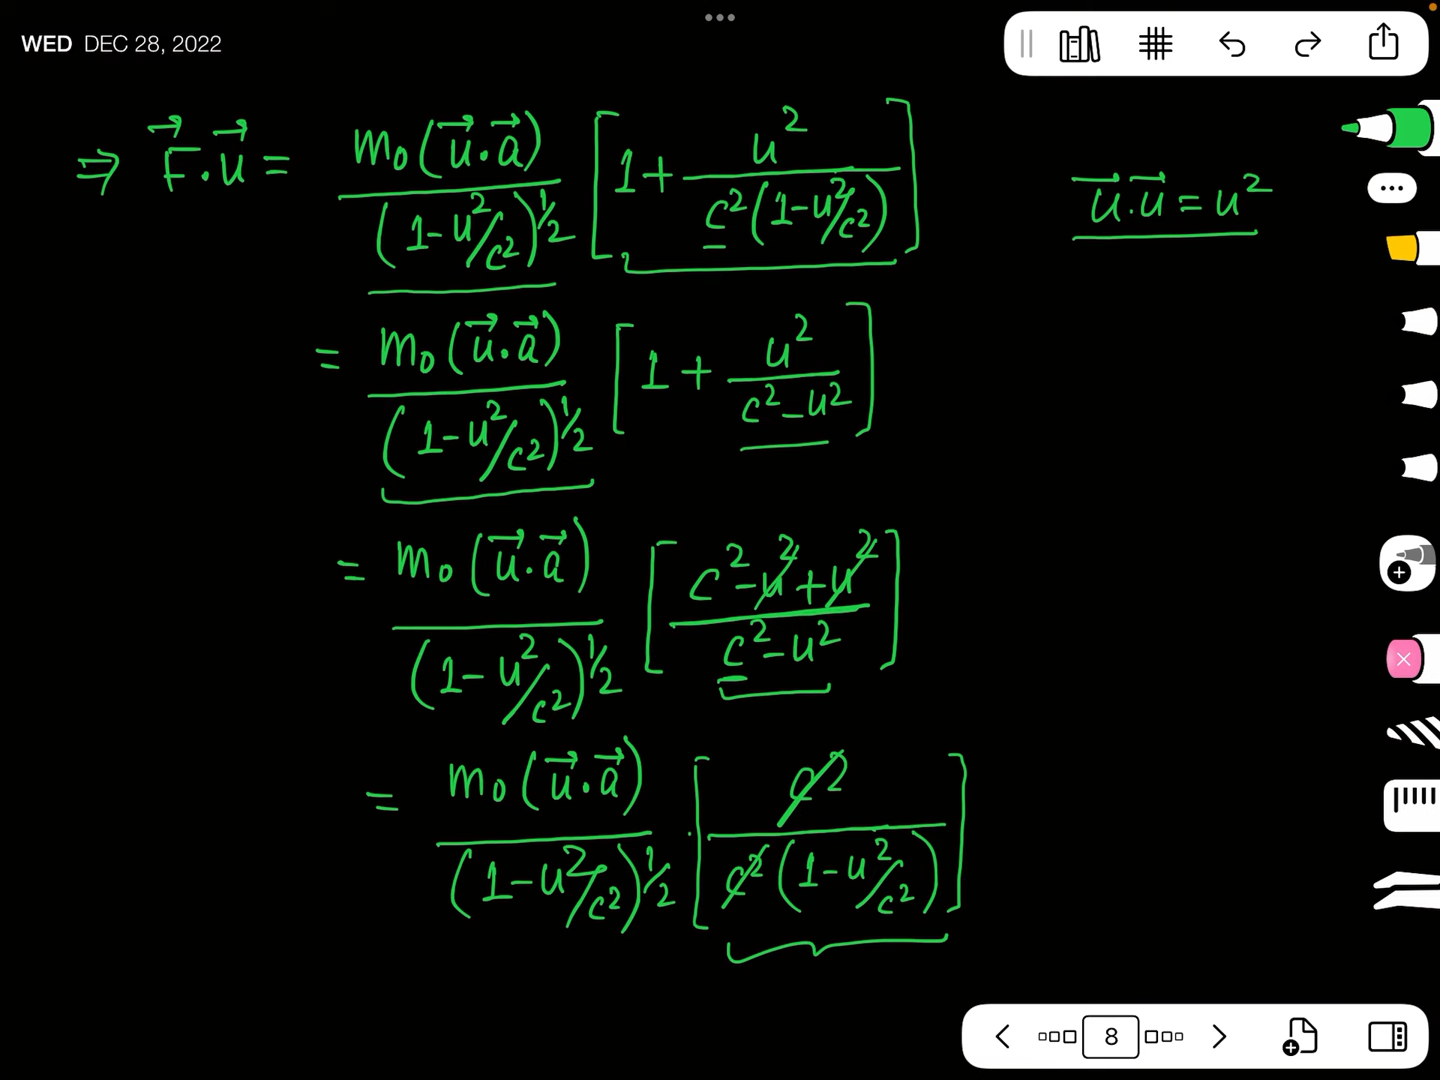 WED DEC 28, 2022
⇒ F⃗·u⃗ = m₀(u⃗·a⃗)/(1-u²/c²)^½ [1 + u²/(c²(1-u²/c²))]
u⃗·u⃗ = u²
= m₀(u⃗·a⃗)/(1-u²/c²)^½ [1 + u²/(c²-u²)]
= m₀(u⃗·a⃗)/(1-u²/c²)^½ [(c²-u²+u²)/(c²-u²)]
= m₀(u⃗·a⃗)/(1-u²/c²)^½ · [c²/(c²(1-u²/c²))]
8